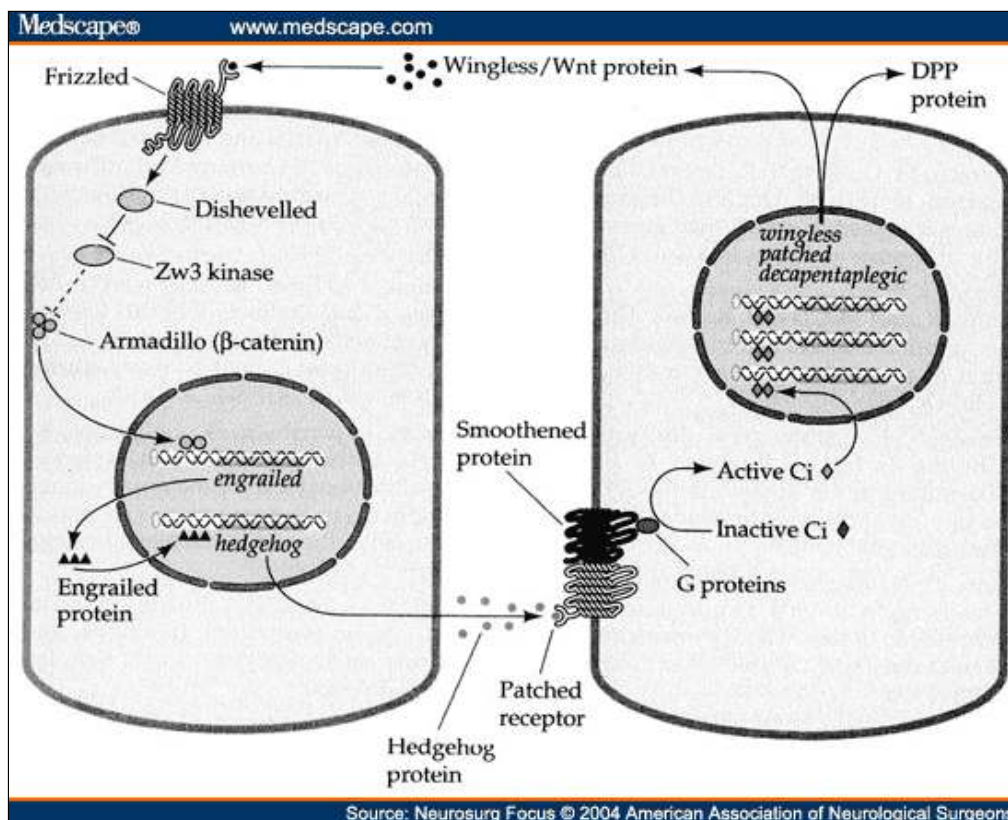 Medscape® www.medscape.com
Frizzled
Wingless/Wnt protein
DPP
protein
Dishevelled
Zw3 kinase
Armadillo (β-catenin)
engrailed
hedgehog
Engrailed
protein
Hedgehog
protein
Patched
receptor
Smoothened
protein
G proteins
Inactive Ci
Active Ci
wingless
patched
decapentaplegic
Source: Neurosurg Focus © 2004 American Association of Neurological Surgeons